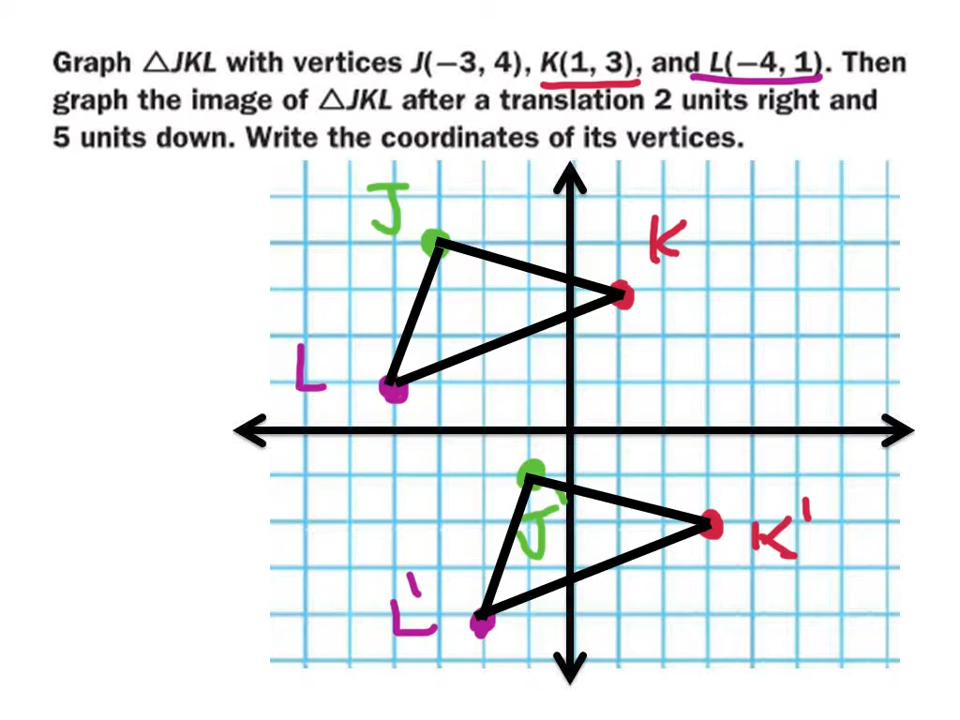 Graph △JKL with vertices J(−3, 4), K(1, 3), and L(−4, 1). Then
graph the image of △JKL after a translation 2 units right and
5 units down. Write the coordinates of its vertices.
J
K
L
J'
K'
L'